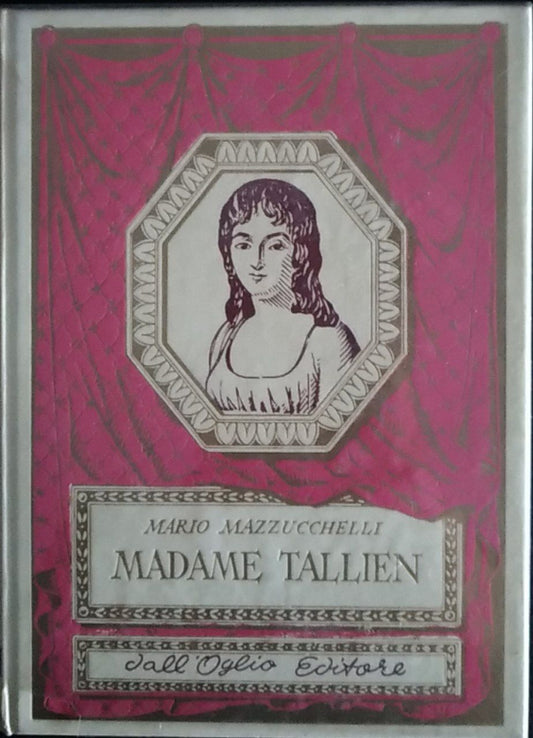 MARIO MAZZUCCHELLI
MADAME TALLIEN
dall'Oglio Editore